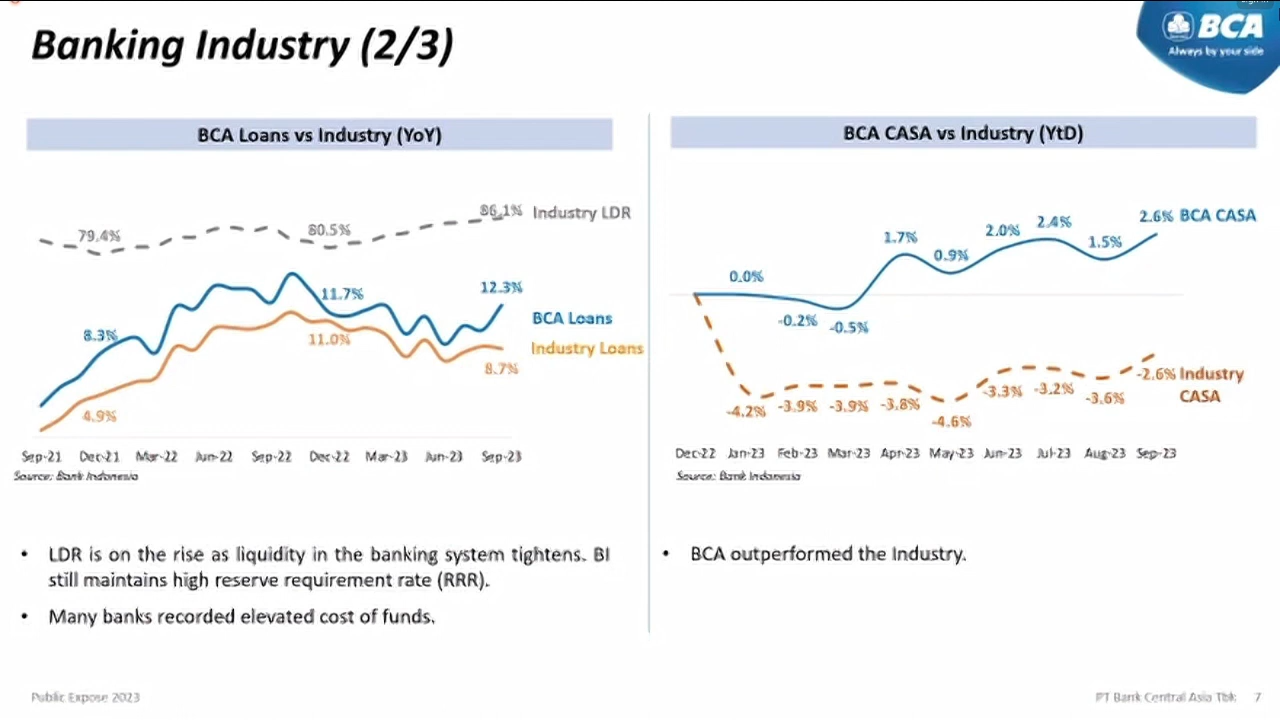 Banking Industry (2/3)
BCA
Always by your side
BCA Loans vs Industry (YoY)
86.1% Industry LDR
79.4%
80.5%
12.3%
11.7%
BCA Loans
8.3%
11.0%
Industry Loans
8.7%
4.9%
Sep-21 Dec-21 Mar-22 Jun-22 Sep-22 Dec-22 Mar-23 Jun-23 Sep-23
Source: Bank Indonesia
• LDR is on the rise as liquidity in the banking system tightens. BI
still maintains high reserve requirement rate (RRR).
• Many banks recorded elevated cost of funds.
BCA CASA vs Industry (YtD)
2.6% BCA CASA
0.0% -0.2% -0.5% 1.7% 0.9% 2.0% 2.4% 1.5%
-4.2% -3.9% -3.9% -3.8% -4.6% -3.3% -3.2% -3.6% -2.6% Industry
CASA
Dec-22 Jan-23 Feb-23 Mar-23 Apr-23 May-23 Jun-23 Jul-23 Aug-23 Sep-23
Source: Bank Indonesia
• BCA outperformed the Industry.
Public Expose 2023
PT Bank Central Asia Tbk 7